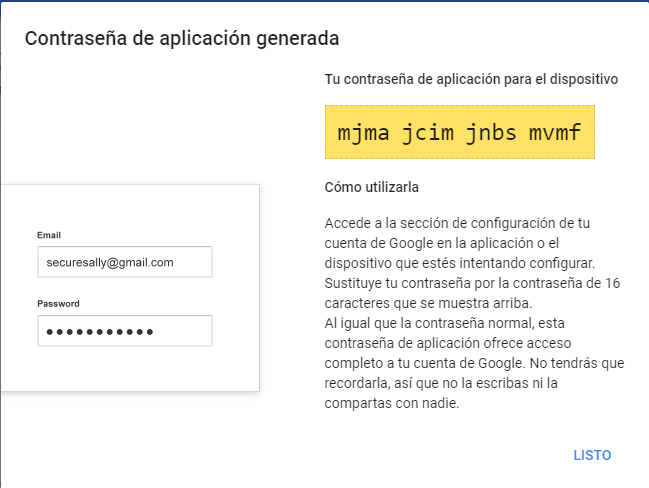 Contraseña de aplicación generada
Tu contraseña de aplicación para el dispositivo
mjma jcim jnbs mvmf
Email
securesally@gmail.com
Password
Cómo utilizarla
Accede a la sección de configuración de tu
cuenta de Google en la aplicación o el
dispositivo que estés intentando configurar.
Sustituye tu contraseña por la contraseña de 16
caracteres que se muestra arriba.
Al igual que la contraseña normal, esta
contraseña de aplicación ofrece acceso
completo a tu cuenta de Google. No tendrás que
recordarla, así que no la escribas ni la
compartas con nadie.
LISTO